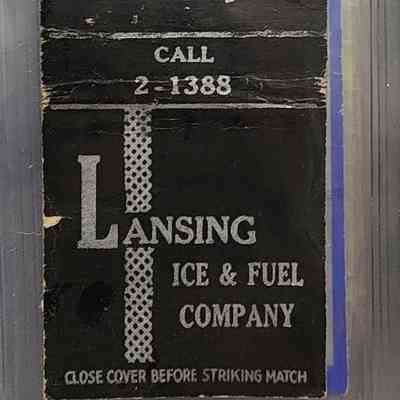 CALL
2-1388
LANSING
ICE & FUEL
COMPANY
CLOSE COVER BEFORE STRIKING MATCH